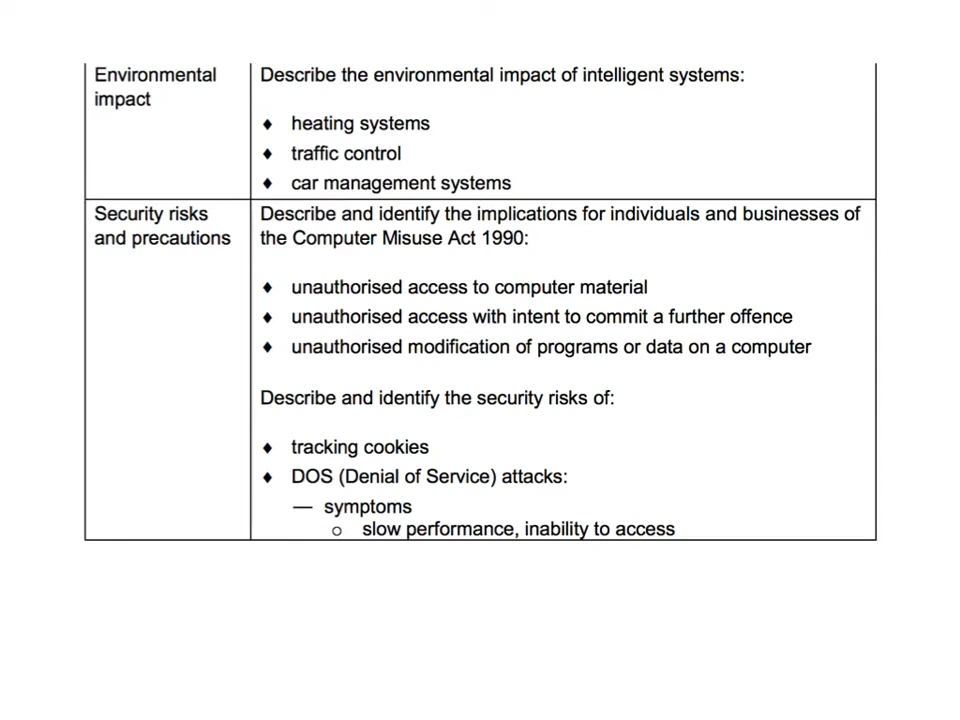 Environmental
impact
Describe the environmental impact of intelligent systems:
♦ heating systems
♦ traffic control
♦ car management systems
Security risks
and precautions
Describe and identify the implications for individuals and businesses of
the Computer Misuse Act 1990:
♦ unauthorised access to computer material
♦ unauthorised access with intent to commit a further offence
♦ unauthorised modification of programs or data on a computer
Describe and identify the security risks of:
♦ tracking cookies
♦ DOS (Denial of Service) attacks:
— symptoms
o slow performance, inability to access